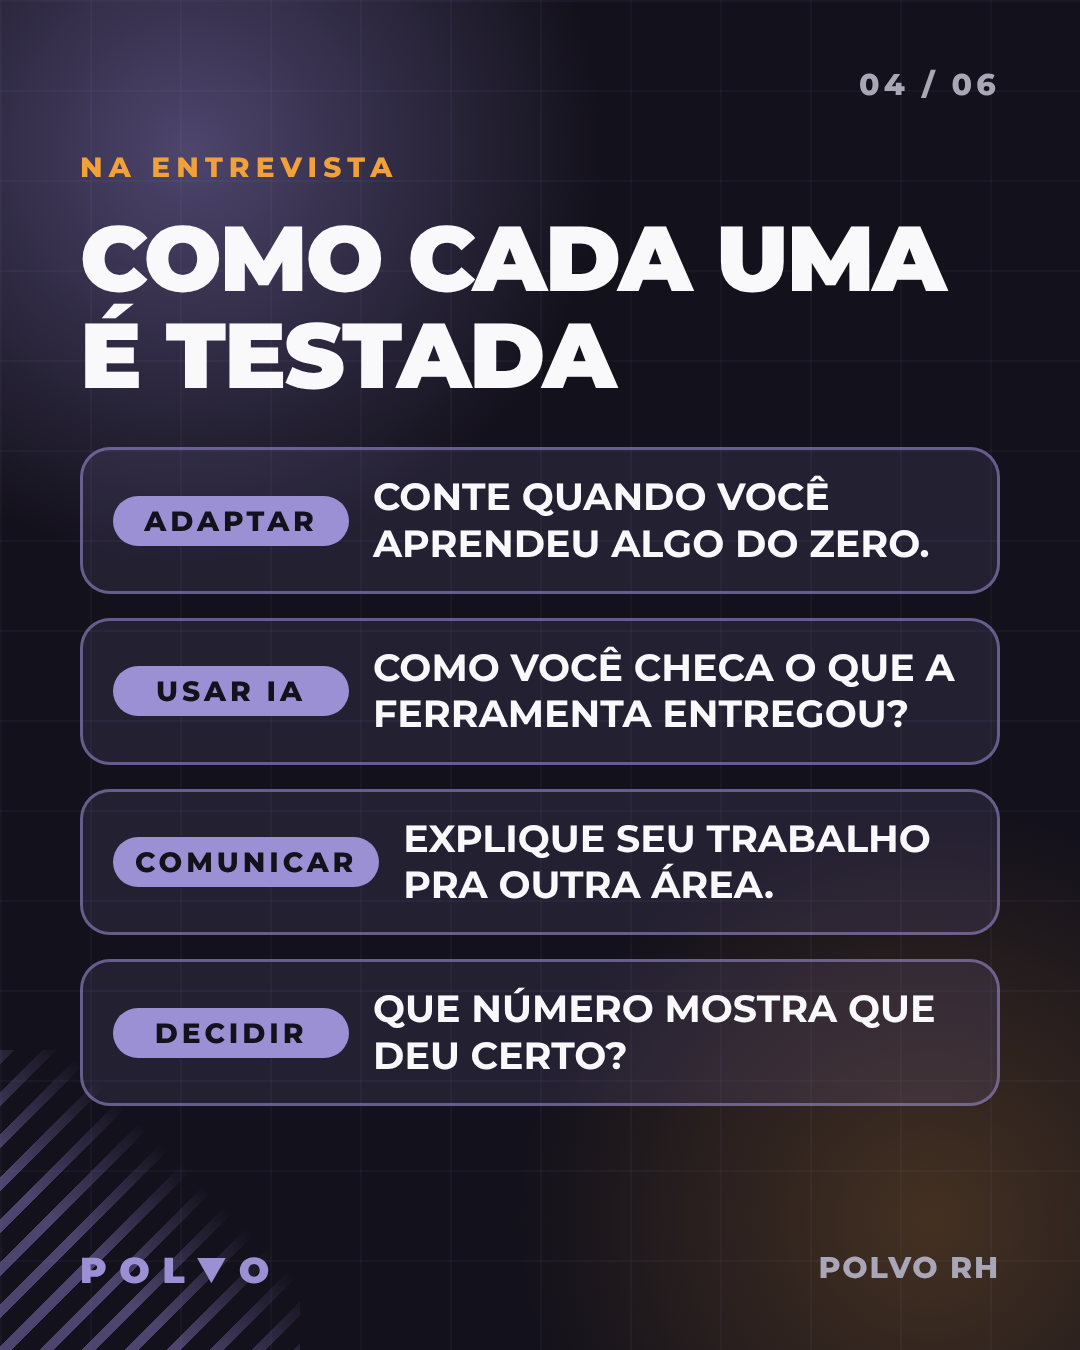 04 / 06
NA ENTREVISTA
COMO CADA UMA
É TESTADA
ADAPTAR
CONTE QUANDO VOCÊ
APRENDEU ALGO DO ZERO.
USAR IA
COMO VOCÊ CHECA O QUE A
FERRAMENTA ENTREGOU?
COMUNICAR
EXPLIQUE SEU TRABALHO
PRA OUTRA ÁREA.
DECIDIR
QUE NÚMERO MOSTRA QUE
DEU CERTO?
POLVO
POLVO RH